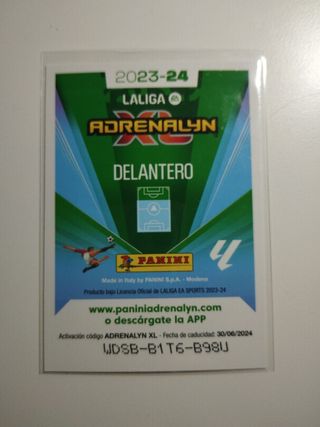 2023-24
LALIGA
ADRENALYN
XL
DELANTERO
PANINI
Made in Italy by PANINI S.p.A. - Modena
Producto bajo Licencia Oficial de LALIGA EA SPORTS 2023-24
www.paniniadrenalyn.com
o descárgate la APP
Activación código ADRENALYN XL - Fecha de caducidad: 30/06/2024
WDSB-B1T6-B98U